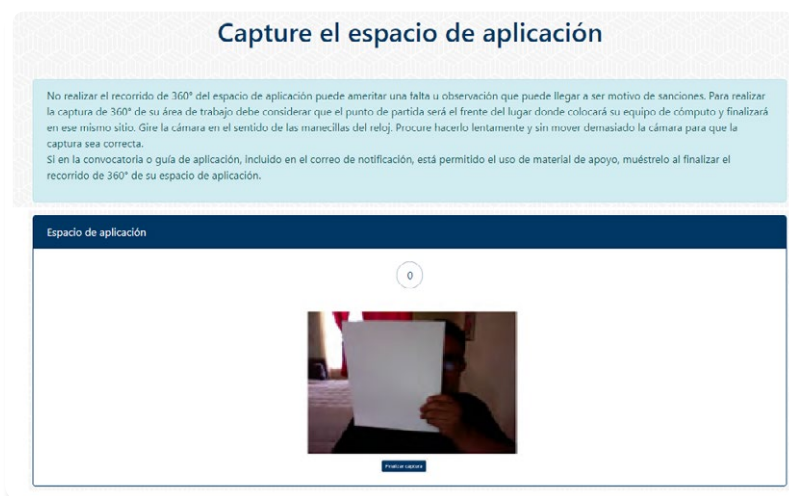 Capture el espacio de aplicación
No realizar el recorrido de 360° del espacio de aplicación puede ameritar una falta u observación que puede llegar a ser motivo de sanciones. Para realizar
la captura de 360° de su área de trabajo debe considerar que el punto de partida será el frente del lugar donde colocará su equipo de cómputo y finalizará
en ese mismo sitio. Gire la cámara en el sentido de las manecillas del reloj. Procure hacerlo lentamente y sin mover demasiado la cámara para que la
captura sea correcta.
Si en la convocatoria o guía de aplicación, incluido en el correo de notificación, está permitido el uso de material de apoyo, muéstrelo al finalizar el
recorrido de 360° de su espacio de aplicación.
Espacio de aplicación
0
Finalizar captura